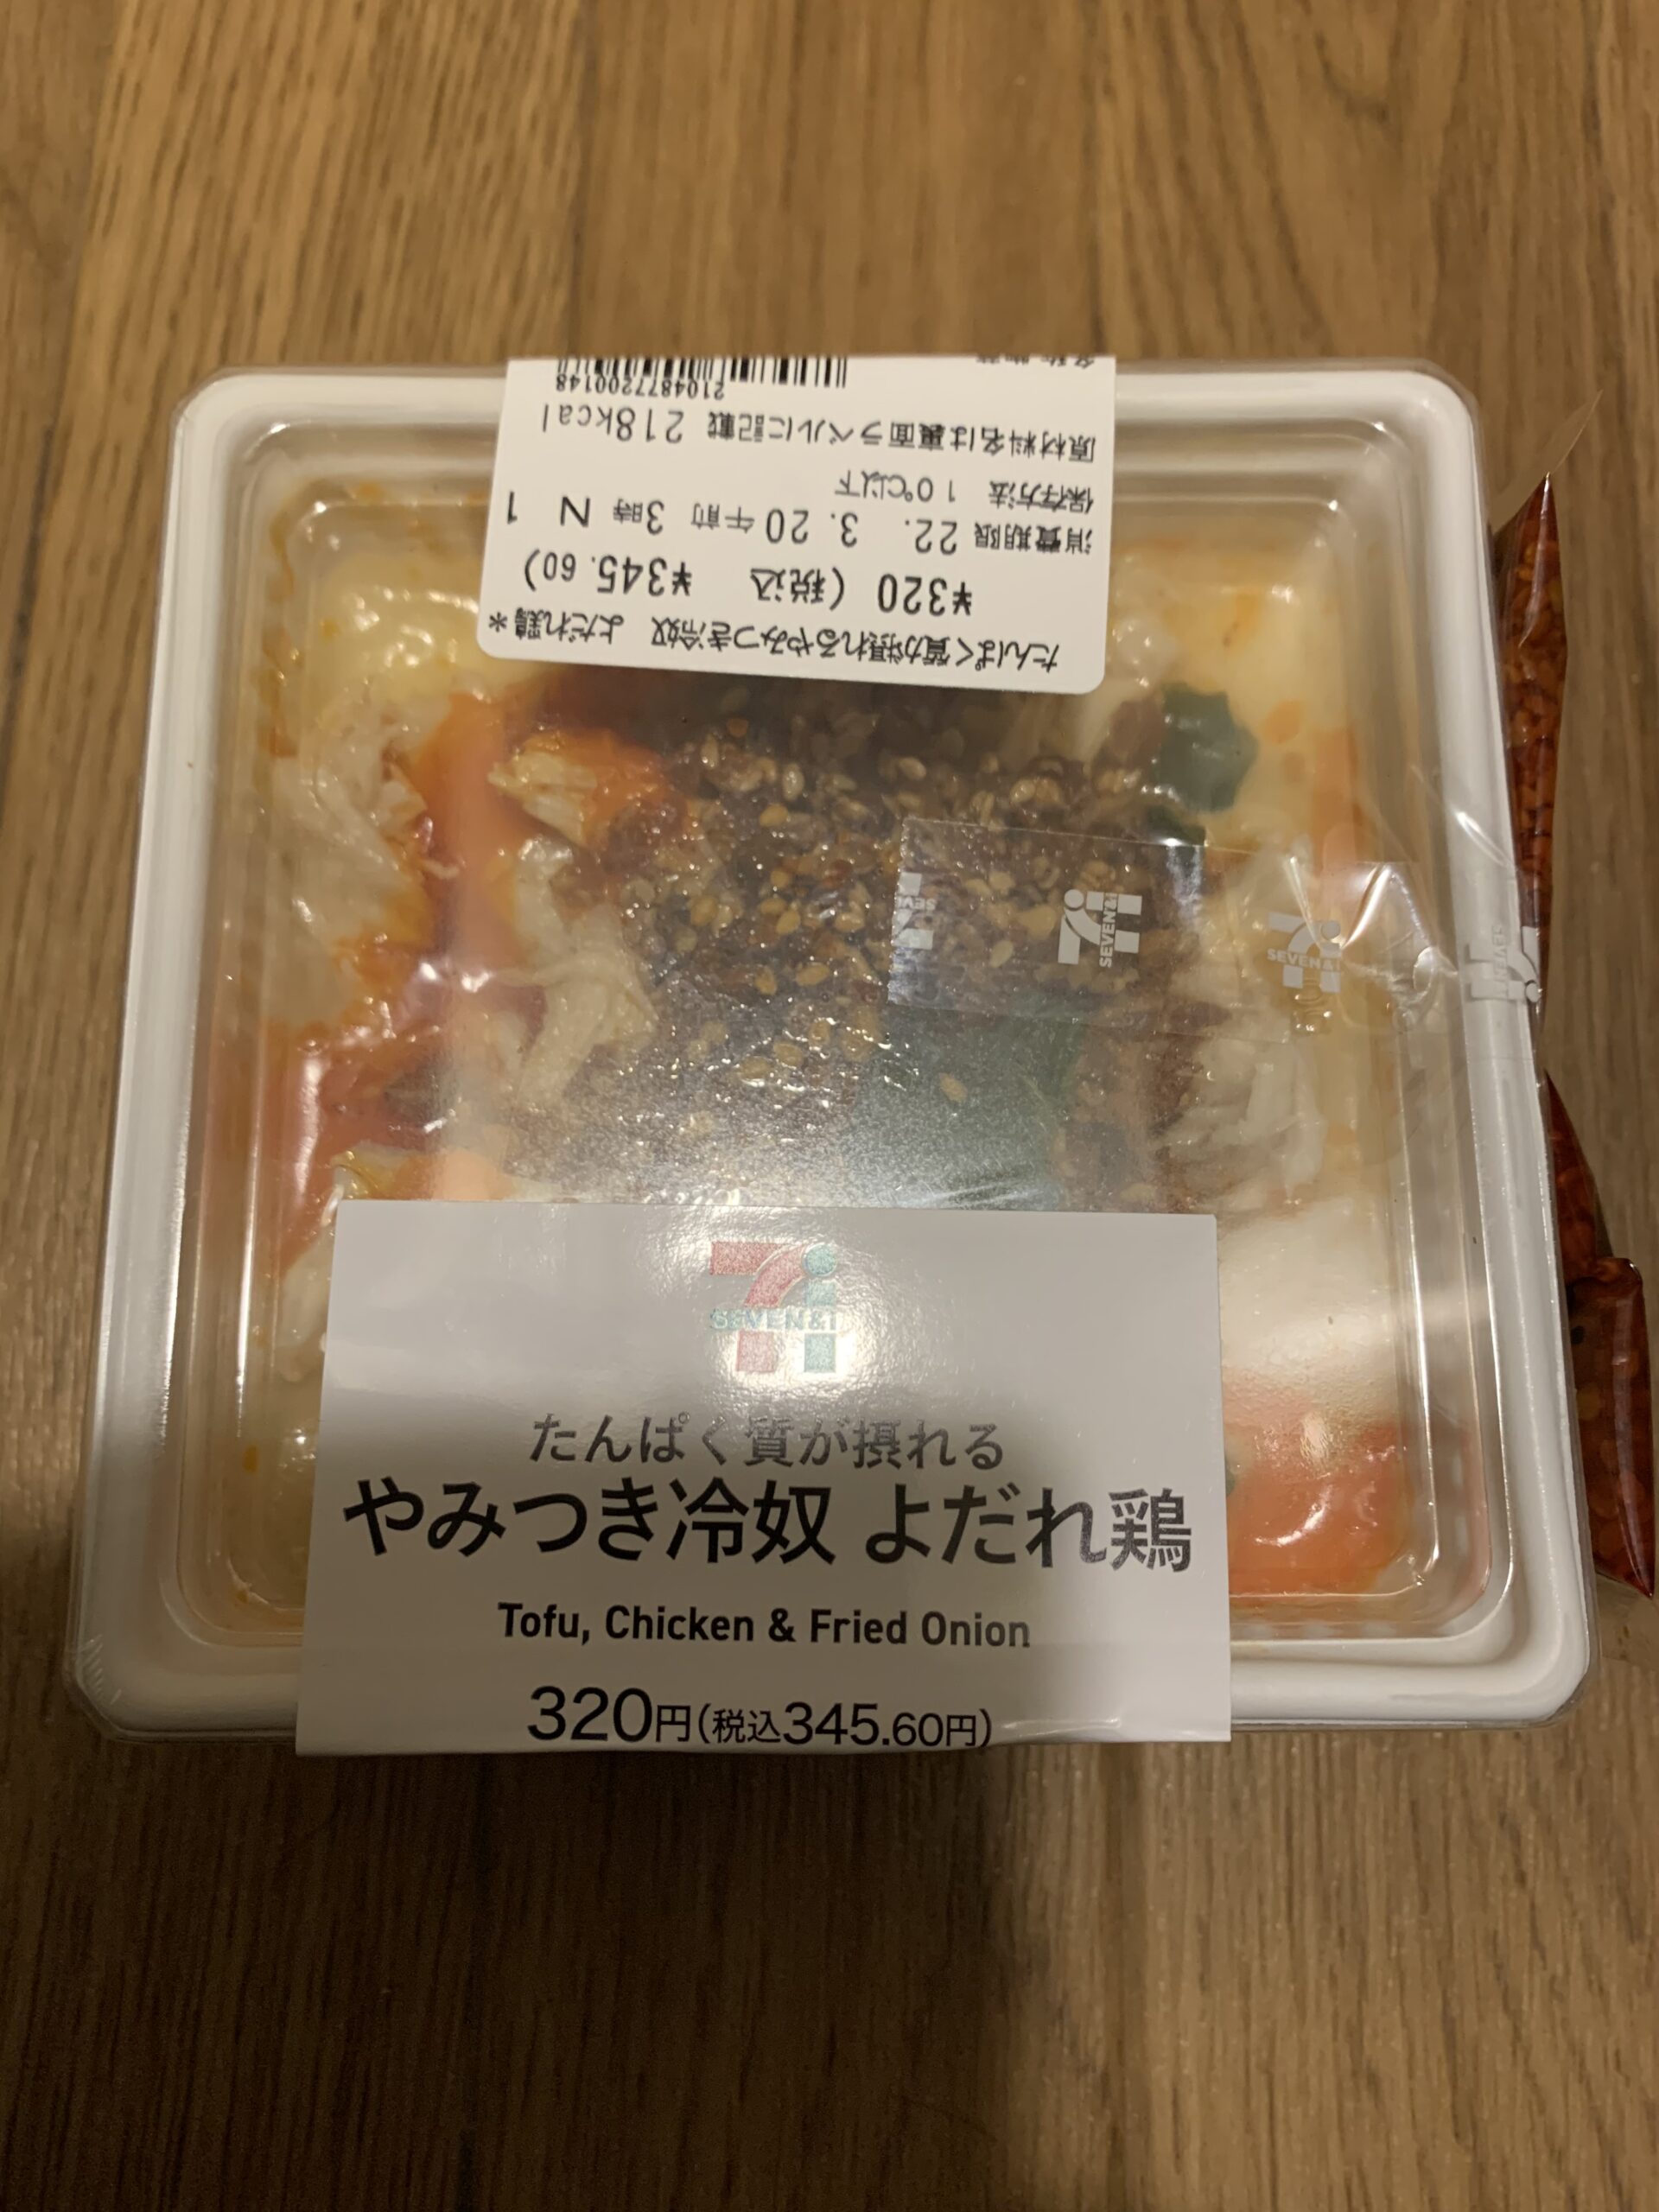 2104877200148
原材料名は裏面ラベルに記載 218kcal
保存方法 10℃以下
消費期限 22. 3. 20 午前 3時 N 1
¥320 (税込 ¥345.60)
たんぱく質が摂れるやみつき冷奴 よだれ鶏*
SEVEN&i
SEVEN&i
SEVEN&i
たんぱく質が摂れる
やみつき冷奴 よだれ鶏
Tofu, Chicken & Fried Onion
320円(税込345.60円)